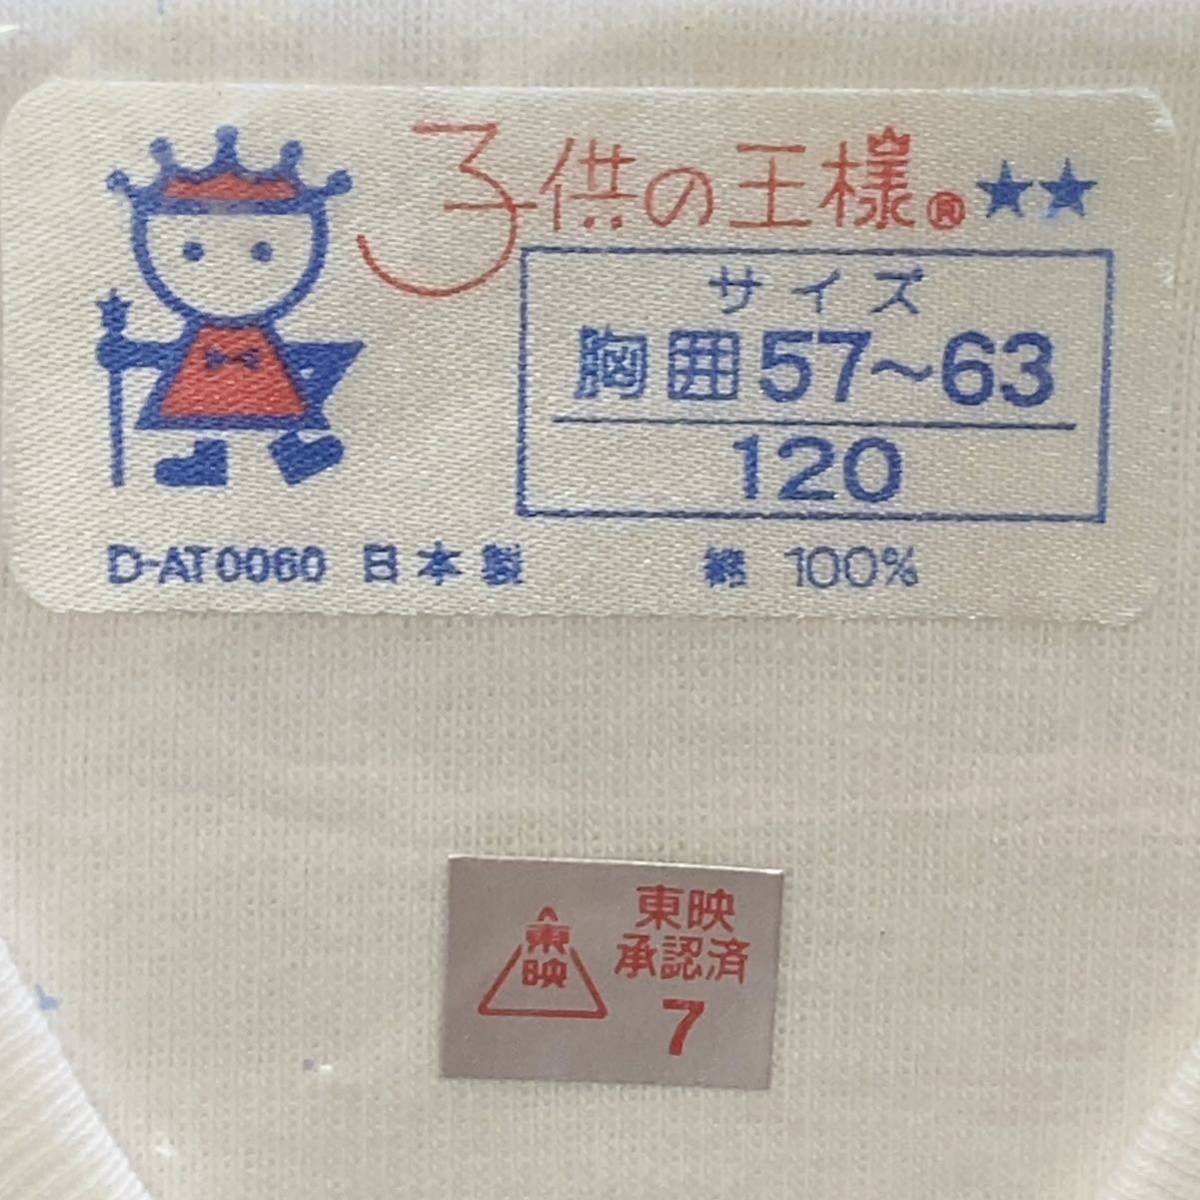 子供の王様®★★
サイズ
胸囲57〜63
120
D-AT0060 日本製 綿 100%
東映
東映
承認済
7